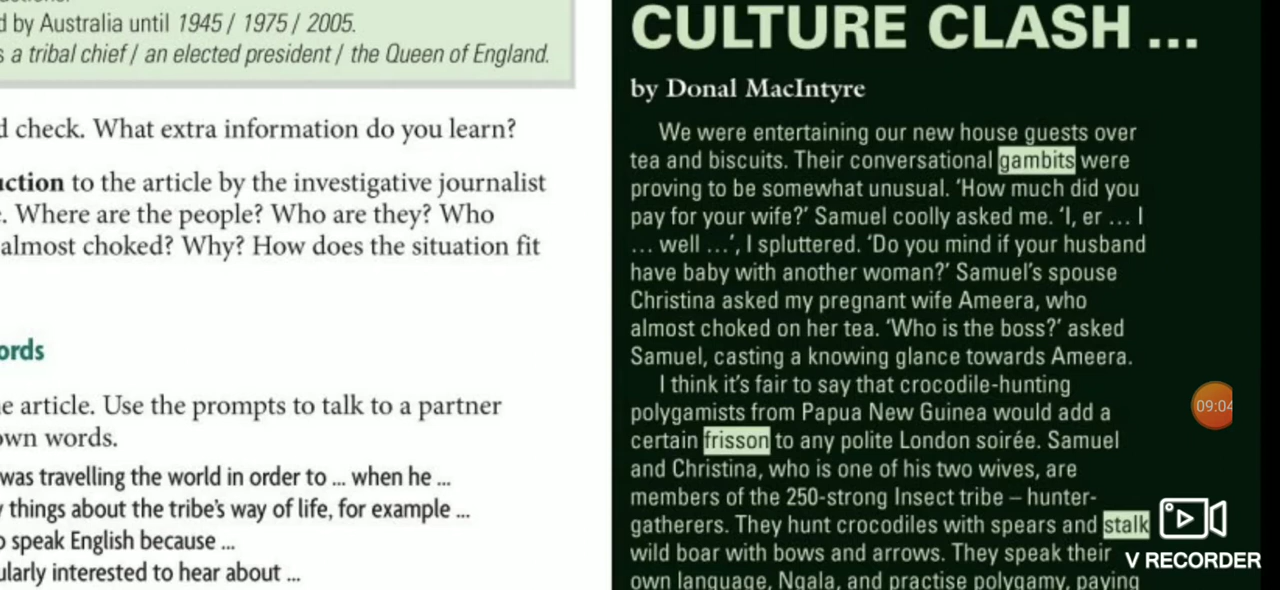 d by Australia until 1945 / 1975 / 2005.
s a tribal chief / an elected president / the Queen of England.
d check. What extra information do you learn?
uction to the article by the investigative journalist
e. Where are the people? Who are they? Who
almost choked? Why? How does the situation fit
ords
e article. Use the prompts to talk to a partner
own words.
was travelling the world in order to ... when he ...
y things about the tribe's way of life, for example ...
o speak English because ...
ularly interested to hear about ...
CULTURE CLASH ...
by Donal MacIntyre
We were entertaining our new house guests over
tea and biscuits. Their conversational gambits were
proving to be somewhat unusual. 'How much did you
pay for your wife?' Samuel coolly asked me. 'I, er ... I
... well ...', I spluttered. 'Do you mind if your husband
have baby with another woman?' Samuel's spouse
Christina asked my pregnant wife Ameera, who
almost choked on her tea. 'Who is the boss?' asked
Samuel, casting a knowing glance towards Ameera.
I think it's fair to say that crocodile-hunting
polygamists from Papua New Guinea would add a
certain frisson to any polite London soirée. Samuel
and Christina, who is one of his two wives, are
members of the 250-strong Insect tribe – hunter-
gatherers. They hunt crocodiles with spears and stalk
wild boar with bows and arrows. They speak their
own language, Ngala, and practise polygamy, paying
09:04
V RECORDER